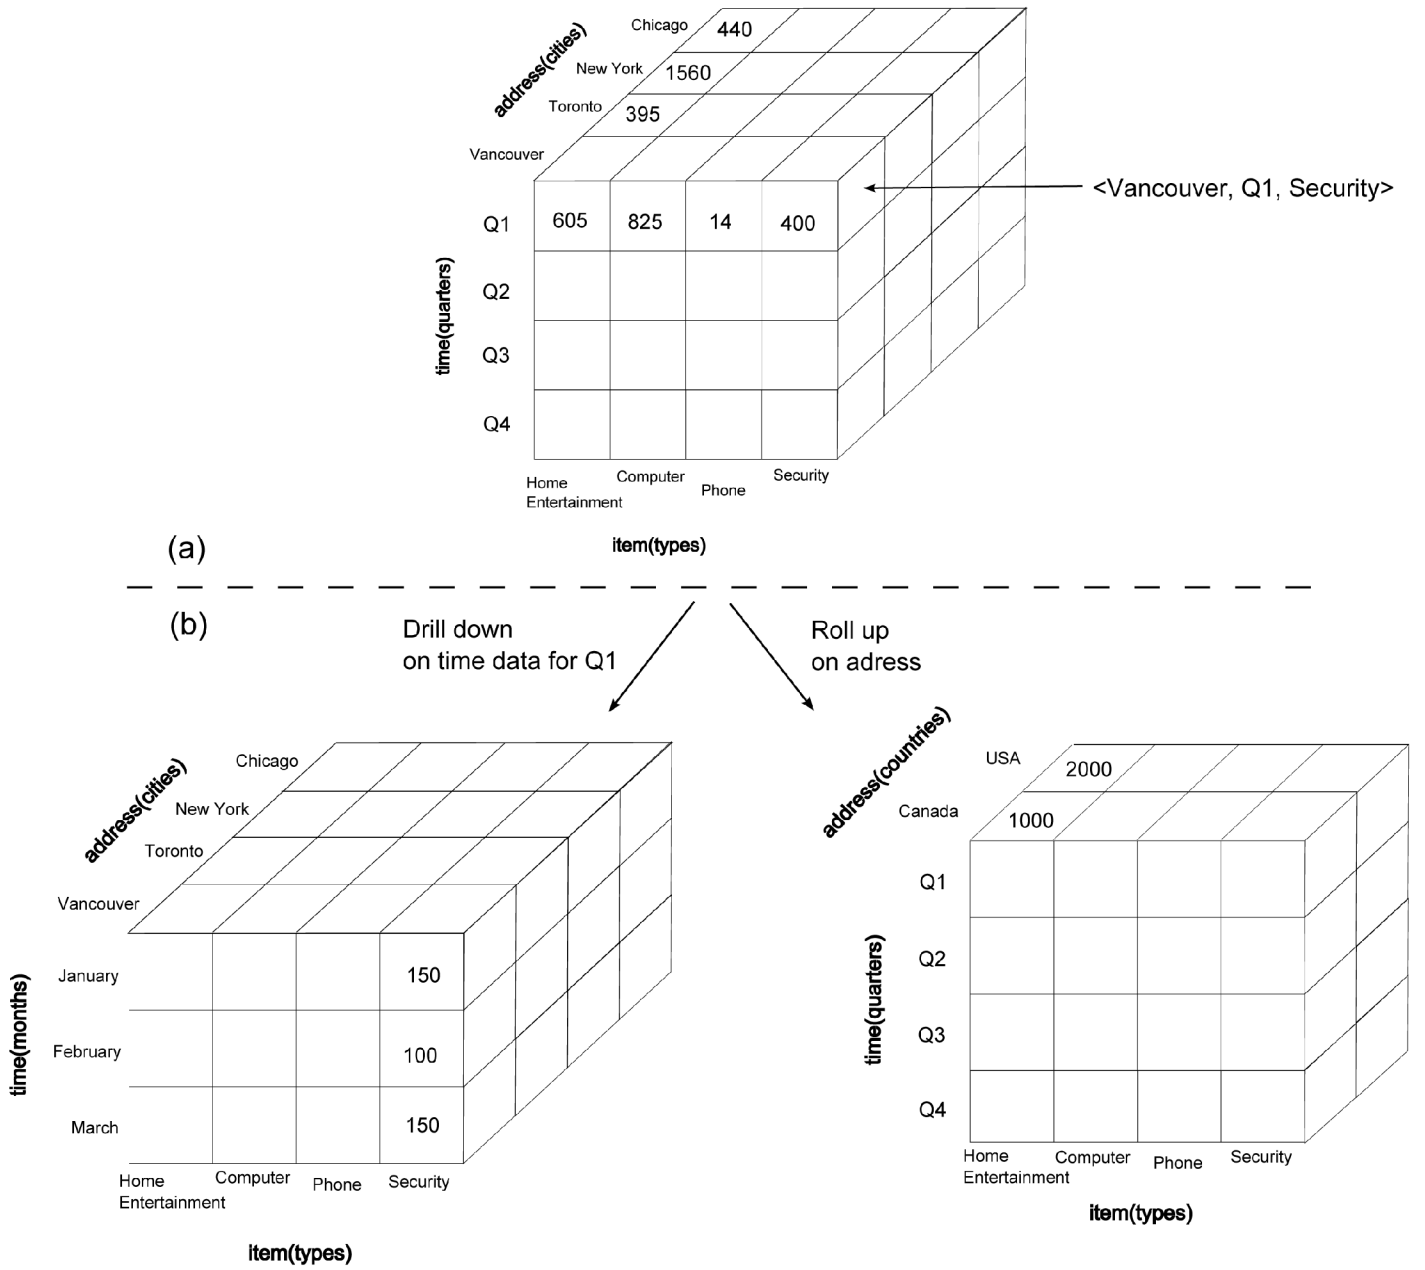 Chicago
440
address(cities)
New York
1560
Toronto
395
Vancouver
<Vancouver, Q1, Security>
Q1
605
825
14
400
Q2
time(quarters)
Q3
Q4
Home
Entertainment
Computer
Phone
Security
item(types)
(a)
(b)
Drill down
on time data for Q1
Roll up
on adress
Chicago
address(cities)
New York
Toronto
Vancouver
January
150
time(months)
February
100
March
150
Home
Entertainment
Computer
Phone
Security
item(types)
address(countries)
USA
2000
Canada
1000
Q1
Q2
time(quarters)
Q3
Q4
Home
Entertainment
Computer
Phone
Security
item(types)